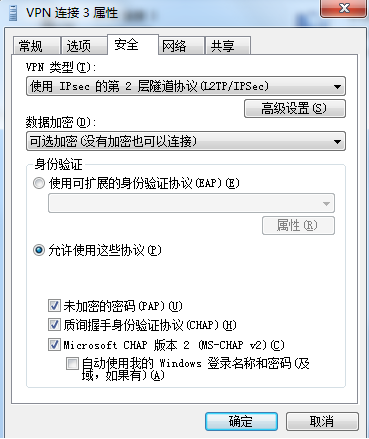 VPN 连接 3 属性
常规 选项 安全 网络 共享
VPN 类型(T):
使用 IPsec 的第 2 层隧道协议(L2TP/IPSec)
高级设置(S)
数据加密(D):
可选加密(没有加密也可以连接)
身份验证
使用可扩展的身份验证协议(EAP)(E)
属性(R)
允许使用这些协议(P)
未加密的密码(PAP)(U)
质询握手身份验证协议(CHAP)(H)
Microsoft CHAP 版本 2 (MS-CHAP v2)(C)
自动使用我的 Windows 登录名称和密码(及
域，如果有)(A)
确定 取消